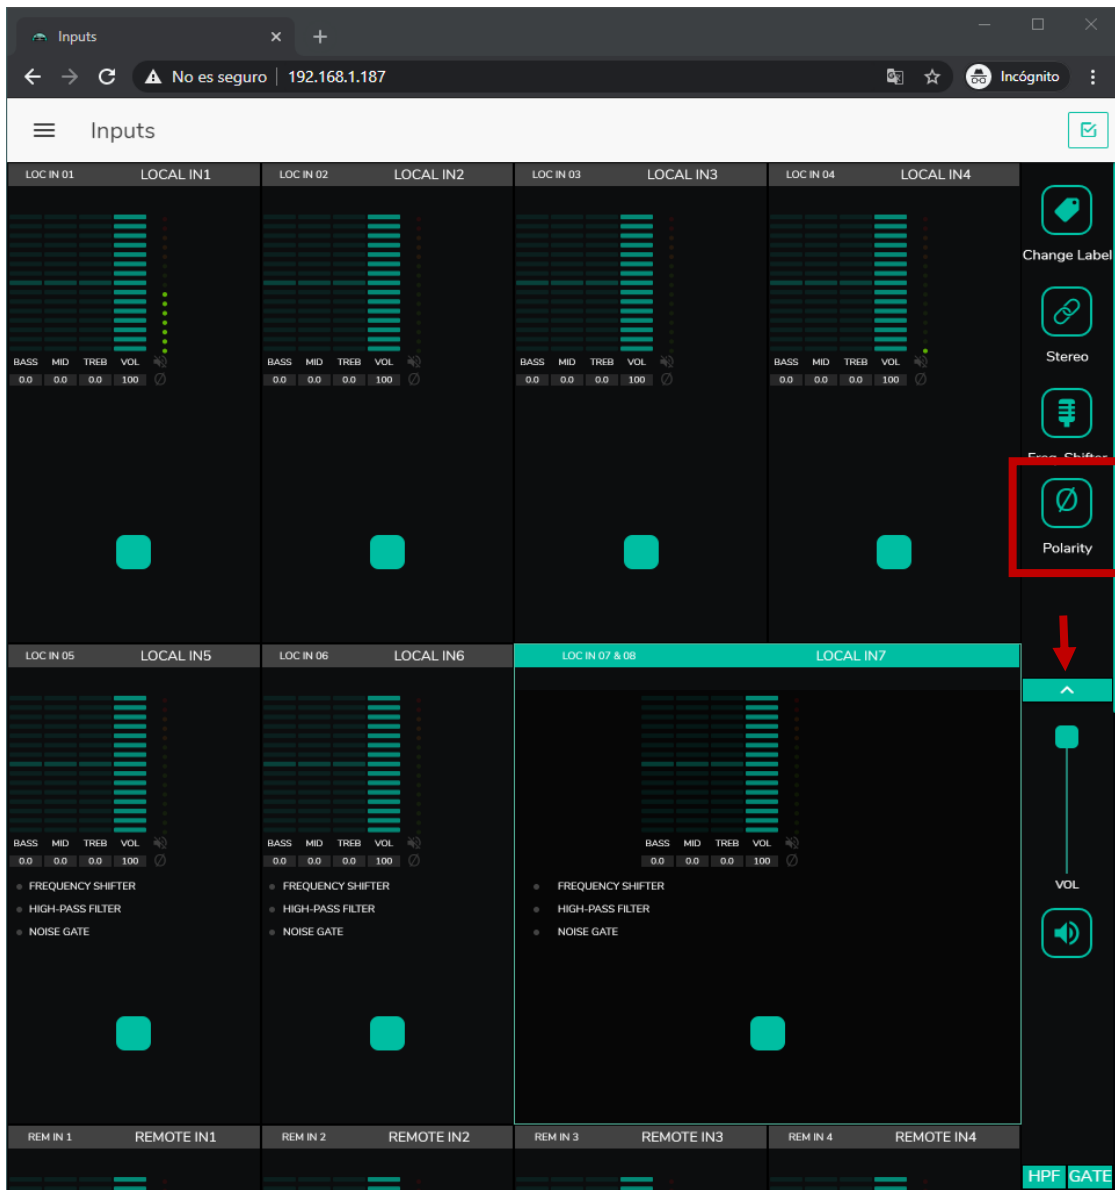 Inputs
No es seguro 192.168.1.187 Incógnito
Inputs
LOC IN 01 LOCAL IN1 LOC IN 02 LOCAL IN2 LOC IN 03 LOCAL IN3 LOC IN 04 LOCAL IN4
Change Label
Stereo
BASS MID TREB VOL BASS MID TREB VOL BASS MID TREB VOL BASS MID TREB VOL
0.0 0.0 0.0 100 0.0 0.0 0.0 100 0.0 0.0 0.0 100 0.0 0.0 0.0 100
Freq. Shifter
Polarity
LOC IN 05 LOCAL IN5 LOC IN 06 LOCAL IN6 LOC IN 07 & 08 LOCAL IN7
BASS MID TREB VOL BASS MID TREB VOL BASS MID TREB VOL
0.0 0.0 0.0 100 0.0 0.0 0.0 100 0.0 0.0 0.0 100
FREQUENCY SHIFTER FREQUENCY SHIFTER FREQUENCY SHIFTER
HIGH-PASS FILTER HIGH-PASS FILTER HIGH-PASS FILTER
NOISE GATE NOISE GATE NOISE GATE
VOL
REM IN 1 REMOTE IN1 REM IN 2 REMOTE IN2 REM IN 3 REMOTE IN3 REM IN 4 REMOTE IN4
HPF GATE